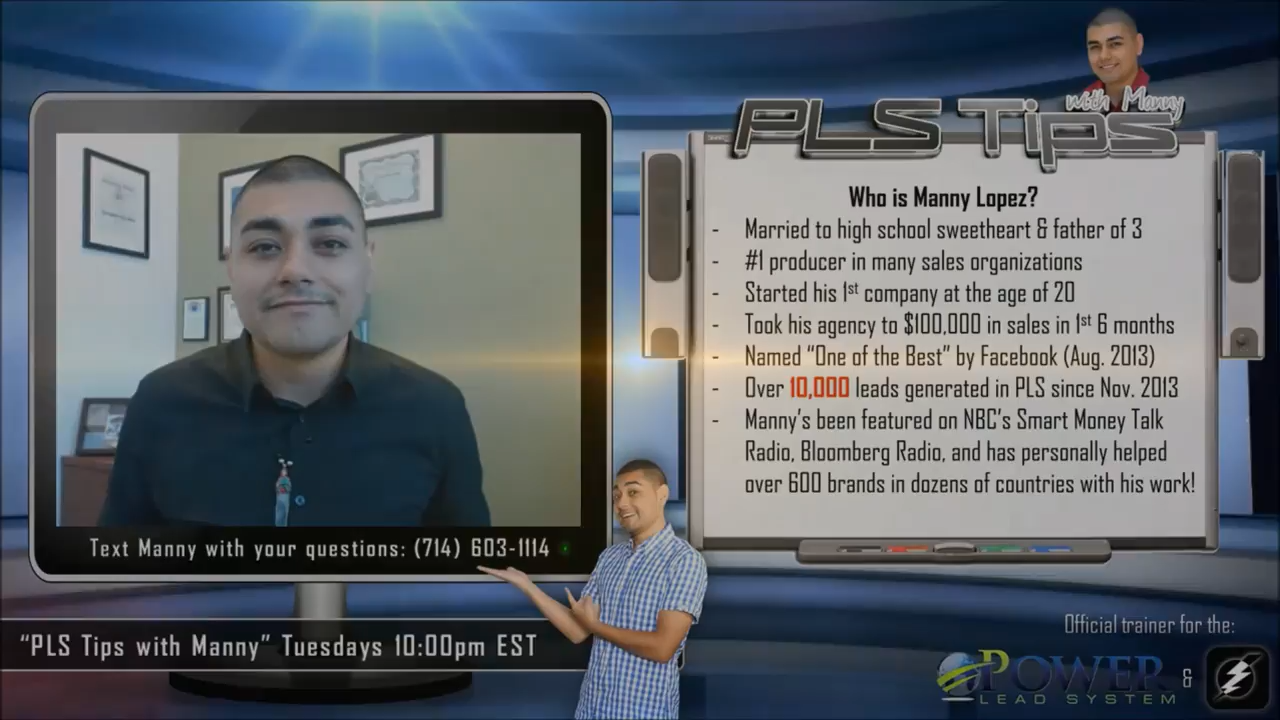 with Manny
PLS Tips
Who is Manny Lopez?
- Married to high school sweetheart & father of 3
- #1 producer in many sales organizations
- Started his 1st company at the age of 20
- Took his agency to $100,000 in sales in 1st 6 months
- Named “One of the Best” by Facebook (Aug. 2013)
- Over 10,000 leads generated in PLS since Nov. 2013
- Manny’s been featured on NBC’s Smart Money Talk
Radio, Bloomberg Radio, and has personally helped
over 600 brands in dozens of countries with his work!
Text Manny with your questions: (714) 603-1114
“PLS Tips with Manny” Tuesdays 10:00pm EST
Official trainer for the:
POWER &
LEAD SYSTEM